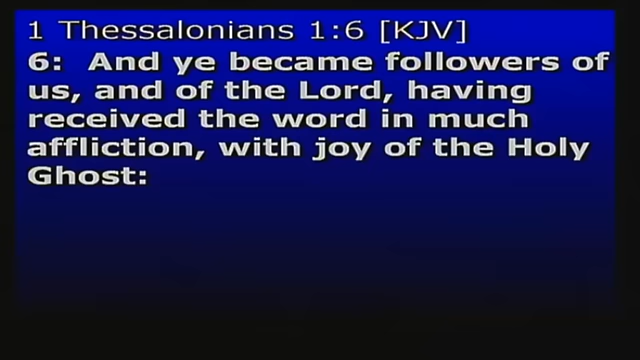 1 Thessalonians 1:6 [KJV]
6:  And ye became followers of
us, and of the Lord, having
received the word in much
affliction, with joy of the Holy
Ghost: